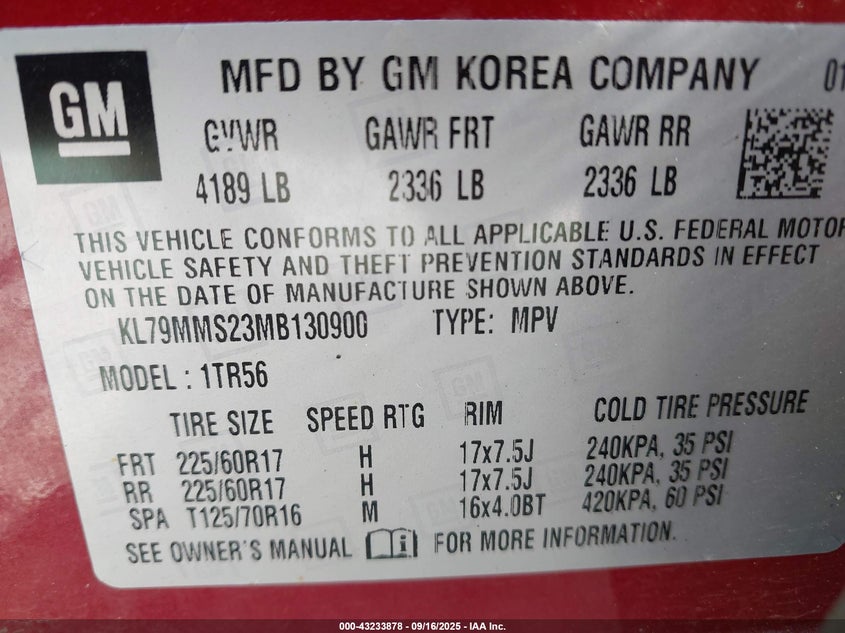 GM
MFD BY GM KOREA COMPANY 01
GVWR GAWR FRT GAWR RR
4189 LB 2336 LB 2336 LB
THIS VEHICLE CONFORMS TO ALL APPLICABLE U.S. FEDERAL MOTOR
VEHICLE SAFETY AND THEFT PREVENTION STANDARDS IN EFFECT
ON THE DATE OF MANUFACTURE SHOWN ABOVE.
KL79MMS23MB130900 TYPE: MPV
MODEL : 1TR56
TIRE SIZE SPEED RTG RIM COLD TIRE PRESSURE
FRT 225/60R17 H 17x7.5J 240KPA, 35 PSI
RR 225/60R17 H 17x7.5J 240KPA, 35 PSI
SPA T125/70R16 M 16x4.0BT 420KPA, 60 PSI
SEE OWNER'S MANUAL i FOR MORE INFORMATION.
000-43233878 - 09/16/2025 - IAA Inc.